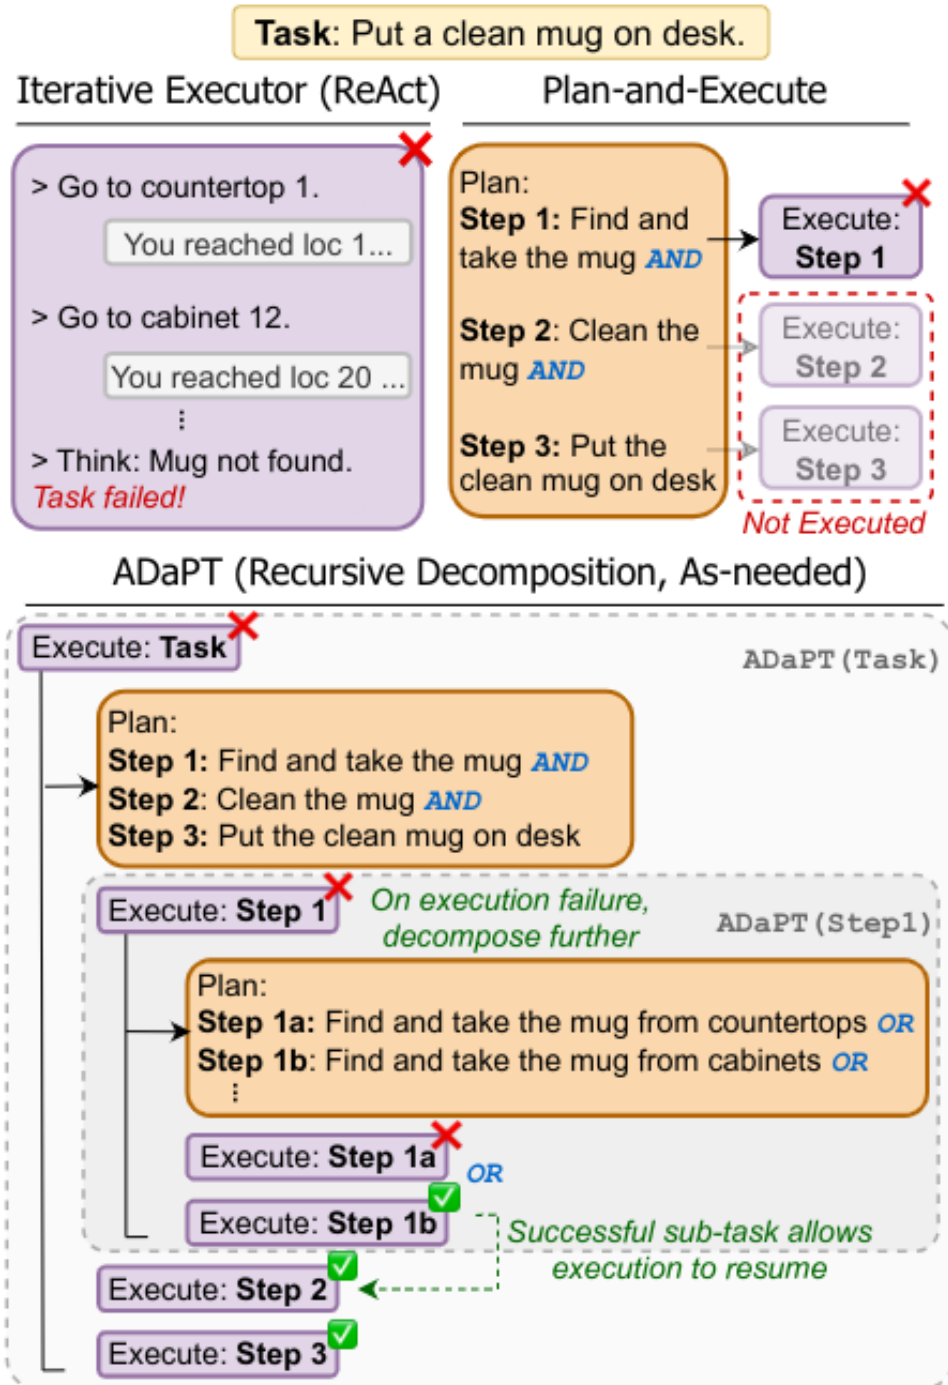 Task: Put a clean mug on desk.
Iterative Executor (ReAct)
> Go to countertop 1.
You reached loc 1...
> Go to cabinet 12.
You reached loc 20 ...
⋮
> Think: Mug not found.
Task failed!
Plan-and-Execute
Plan:
Step 1: Find and
take the mug AND
Step 2: Clean the
mug AND
Step 3: Put the
clean mug on desk
Execute:
Step 1
Execute:
Step 2
Execute:
Step 3
Not Executed
ADaPT (Recursive Decomposition, As-needed)
Execute: Task
ADaPT(Task)
Plan:
Step 1: Find and take the mug AND
Step 2: Clean the mug AND
Step 3: Put the clean mug on desk
Execute: Step 1
On execution failure,
decompose further
ADaPT(Step1)
Plan:
Step 1a: Find and take the mug from countertops OR
Step 1b: Find and take the mug from cabinets OR
⋮
Execute: Step 1a
OR
Execute: Step 1b
Successful sub-task allows
execution to resume
Execute: Step 2
Execute: Step 3